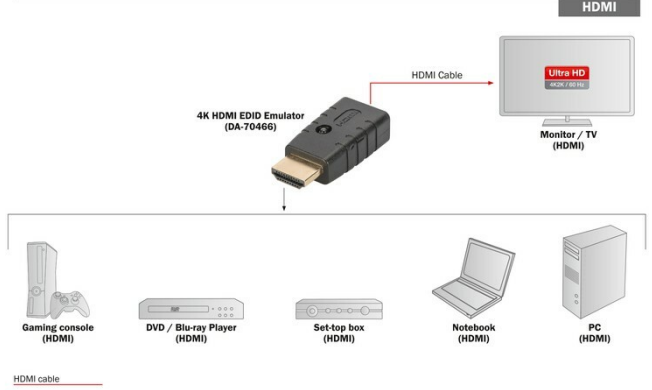 HDMI
HDMI Cable
Ultra HD
4K2K / 60 Hz
4K HDMI EDID Emulator
(DA-70466)
Monitor / TV
(HDMI)
Gaming console
(HDMI)
DVD / Blu-ray Player
(HDMI)
Set-top box
(HDMI)
Notebook
(HDMI)
PC
(HDMI)
HDMI cable